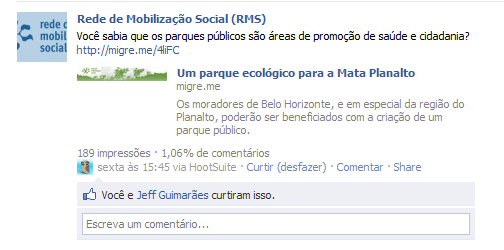 rede de
mobiliz
social
Rede de Mobilização Social (RMS)
Você sabia que os parques públicos são áreas de promoção de saúde e cidadania?
http://migre.me/4liFC
Um parque ecológico para a Mata Planalto
migre.me
Os moradores de Belo Horizonte, e em especial da região do
Planalto, poderão ser beneficiados com a criação de um
parque público.
189 impressões · 1,06% de comentários
sexta às 15:45 via HootSuite · Curtir (desfazer) · Comentar · Share
Você e Jeff Guimarães curtiram isso.
Escreva um comentário...